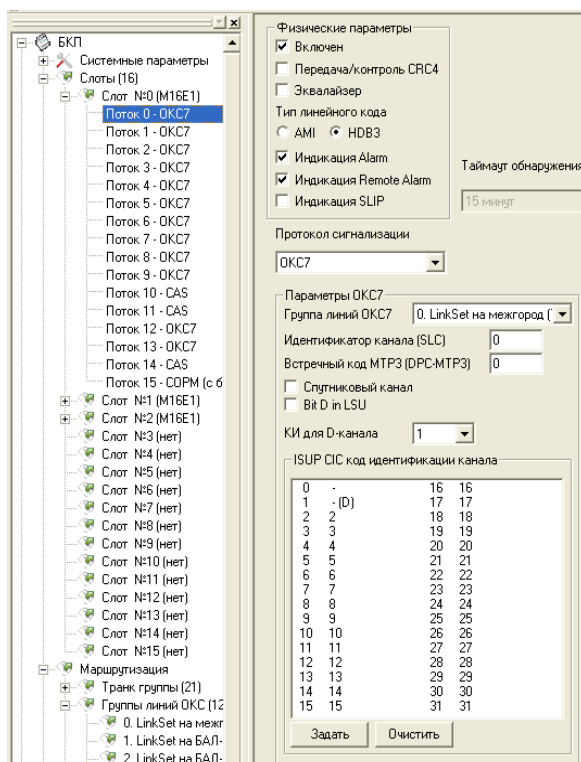 БКП
Системные параметры
Слоты (16)
Слот №0 (M16E1)
Поток 0 - ОКС7
Поток 1 - ОКС7
Поток 2 - ОКС7
Поток 3 - ОКС7
Поток 4 - ОКС7
Поток 5 - ОКС7
Поток 6 - ОКС7
Поток 7 - ОКС7
Поток 8 - ОКС7
Поток 9 - ОКС7
Поток 10 - CAS
Поток 11 - CAS
Поток 12 - ОКС7
Поток 13 - ОКС7
Поток 14 - CAS
Поток 15 - СОРМ (с б
Слот №1 (M16E1)
Слот №2 (M16E1)
Слот №3 (нет)
Слот №4 (нет)
Слот №5 (нет)
Слот №6 (нет)
Слот №7 (нет)
Слот №8 (нет)
Слот №9 (нет)
Слот №10 (нет)
Слот №11 (нет)
Слот №12 (нет)
Слот №13 (нет)
Слот №14 (нет)
Слот №15 (нет)
Маршрутизация
Транк группы (21)
Группы линий ОКС (12
0. LinkSet на межг
1. LinkSet на БАЛ-
2. LinkSet на БАЛ-
Физические параметры
Включен
Передача/контроль CRC4
Эквалайзер
Тип линейного кода
AMI HDB3
Индикация Alarm
Индикация Remote Alarm
Индикация SLIP
Таймаут обнаружения
15 минут
Протокол сигнализации
ОКС7
Параметры ОКС7
Группа линий ОКС7 0. LinkSet на межгород (
Идентификатор канала (SLC) 0
Встречный код МТР3 (DPC-MTP3) 0
Спутниковый канал
Bit D in LSU
КИ для D-канала 1
ISUP CIC код идентификации канала
0 - 16 16
1 - (D) 17 17
2 2 18 18
3 3 19 19
4 4 20 20
5 5 21 21
6 6 22 22
7 7 23 23
8 8 24 24
9 9 25 25
10 10 26 26
11 11 27 27
12 12 28 28
13 13 29 29
14 14 30 30
15 15 31 31
Задать Очистить